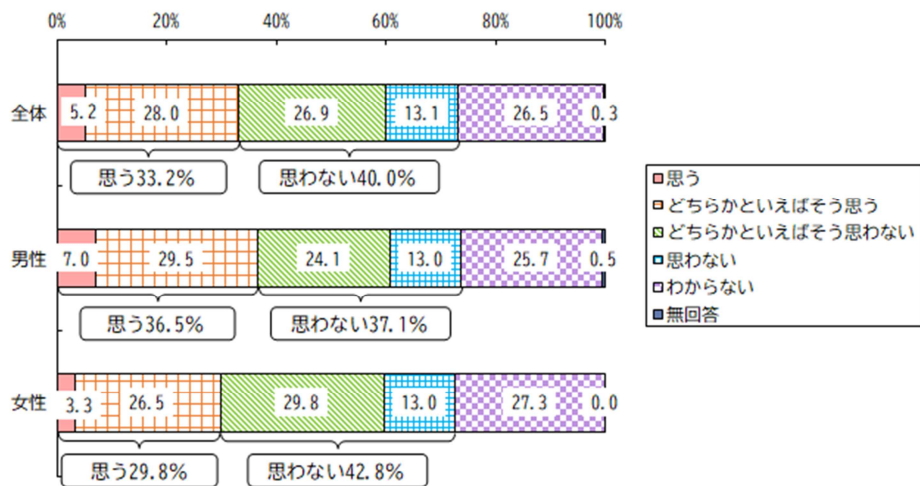 0% 20% 40% 60% 80% 100%
全体 5.2 28.0 26.9 13.1 26.5 0.3
思う33.2% 思わない40.0%
男性 7.0 29.5 24.1 13.0 25.7 0.5
思う36.5% 思わない37.1%
女性 3.3 26.5 29.8 13.0 27.3 0.0
思う29.8% 思わない42.8%
思う
どちらかといえばそう思う
どちらかといえばそう思わない
思わない
わからない
無回答